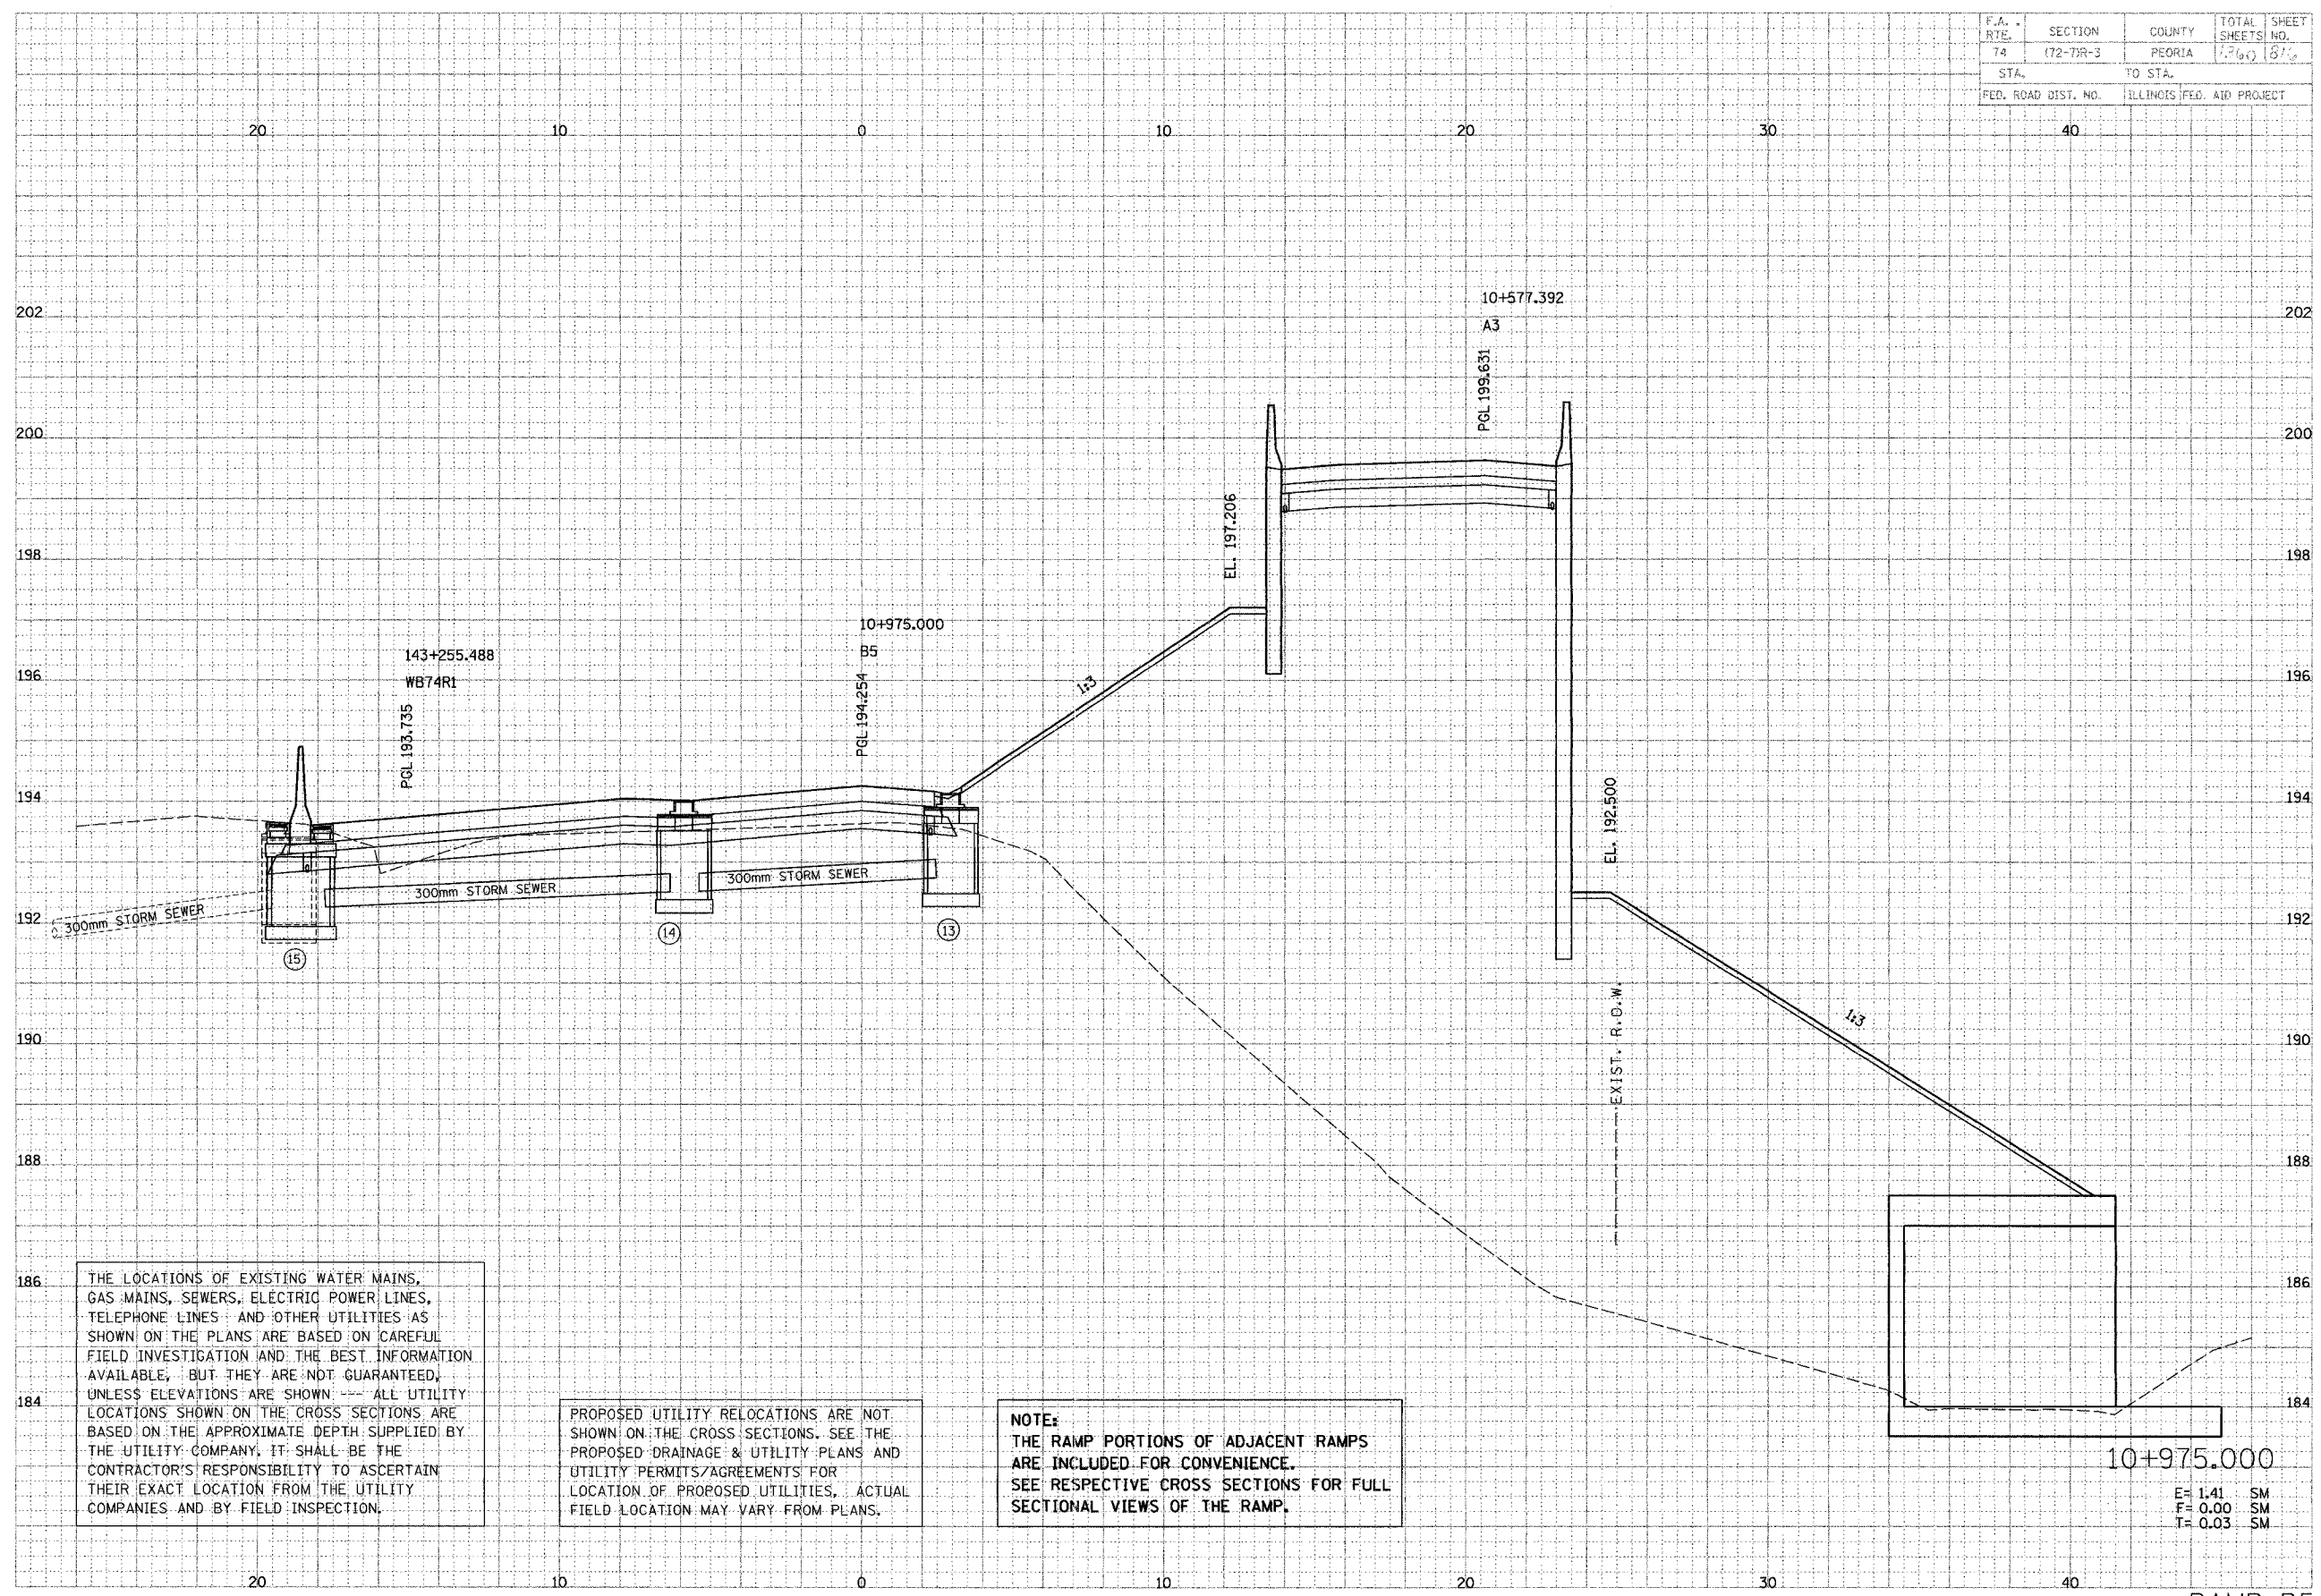 F.A. RTE. SECTION COUNTY TOTAL SHEETS SHEET NO.
74 (72-7)R-3 PEORIA 816
STA. TO STA.
FED. ROAD DIST. NO. ILLINOIS FED. AID PROJECT
20 10 0 10 20 30 40
10+577.392
202 202
A3
PGL 199.631
200 200
EL. 197.206
198 198
10+975.000
B5
PGL 194.254
143+255.488
WB74R1
PGL 193.735
196 196
1:3
194 194
EL. 192.500
300mm STORM SEWER
300mm STORM SEWER
300mm STORM SEWER
192 192
15
14
13
EXIST. R.O.W.
1:3
190 190
188 188
186 186
184 184
THE LOCATIONS OF EXISTING WATER MAINS,
GAS MAINS, SEWERS, ELECTRIC POWER LINES,
TELEPHONE LINES AND OTHER UTILITIES AS
SHOWN ON THE PLANS ARE BASED ON CAREFUL
FIELD INVESTIGATION AND THE BEST INFORMATION
AVAILABLE, BUT THEY ARE NOT GUARANTEED,
UNLESS ELEVATIONS ARE SHOWN --- ALL UTILITY
LOCATIONS SHOWN ON THE CROSS SECTIONS ARE
BASED ON THE APPROXIMATE DEPTH SUPPLIED BY
THE UTILITY COMPANY. IT SHALL BE THE
CONTRACTOR'S RESPONSIBILITY TO ASCERTAIN
THEIR EXACT LOCATION FROM THE UTILITY
COMPANIES AND BY FIELD INSPECTION.
PROPOSED UTILITY RELOCATIONS ARE NOT
SHOWN ON THE CROSS SECTIONS. SEE THE
PROPOSED DRAINAGE & UTILITY PLANS AND
UTILITY PERMITS/AGREEMENTS FOR
LOCATION OF PROPOSED UTILITIES, ACTUAL
FIELD LOCATION MAY VARY FROM PLANS.
NOTE:
THE RAMP PORTIONS OF ADJACENT RAMPS
ARE INCLUDED FOR CONVENIENCE.
SEE RESPECTIVE CROSS SECTIONS FOR FULL
SECTIONAL VIEWS OF THE RAMP.
10+975.000
E= 1.41 SM
F= 0.00 SM
T= 0.03 SM
20 10 0 10 20 30 40